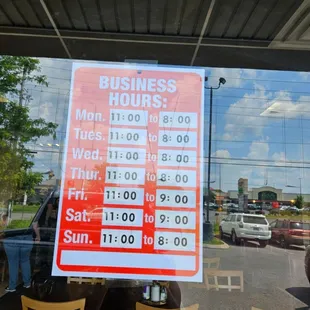 BUSINESS
HOURS:
Mon. 11:00 to 8:00
Tues. 11:00 to 8:00
Wed. 11:00 to 8:00
Thur. 11:00 to 8:00
Fri. 11:00 to 9:00
Sat. 11:00 to 9:00
Sun. 11:00 to 8:00